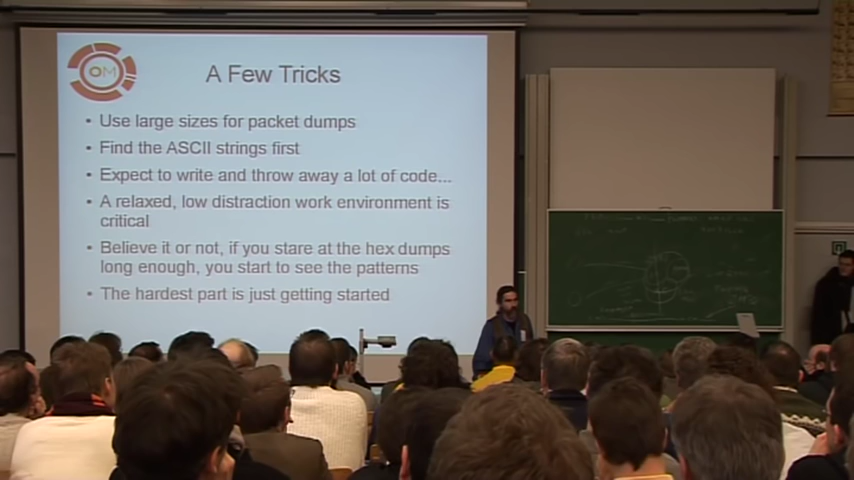 OM
A Few Tricks
• Use large sizes for packet dumps
• Find the ASCII strings first
• Expect to write and throw away a lot of code...
• A relaxed, low distraction work environment is
critical
• Believe it or not, if you stare at the hex dumps
long enough, you start to see the patterns
• The hardest part is just getting started